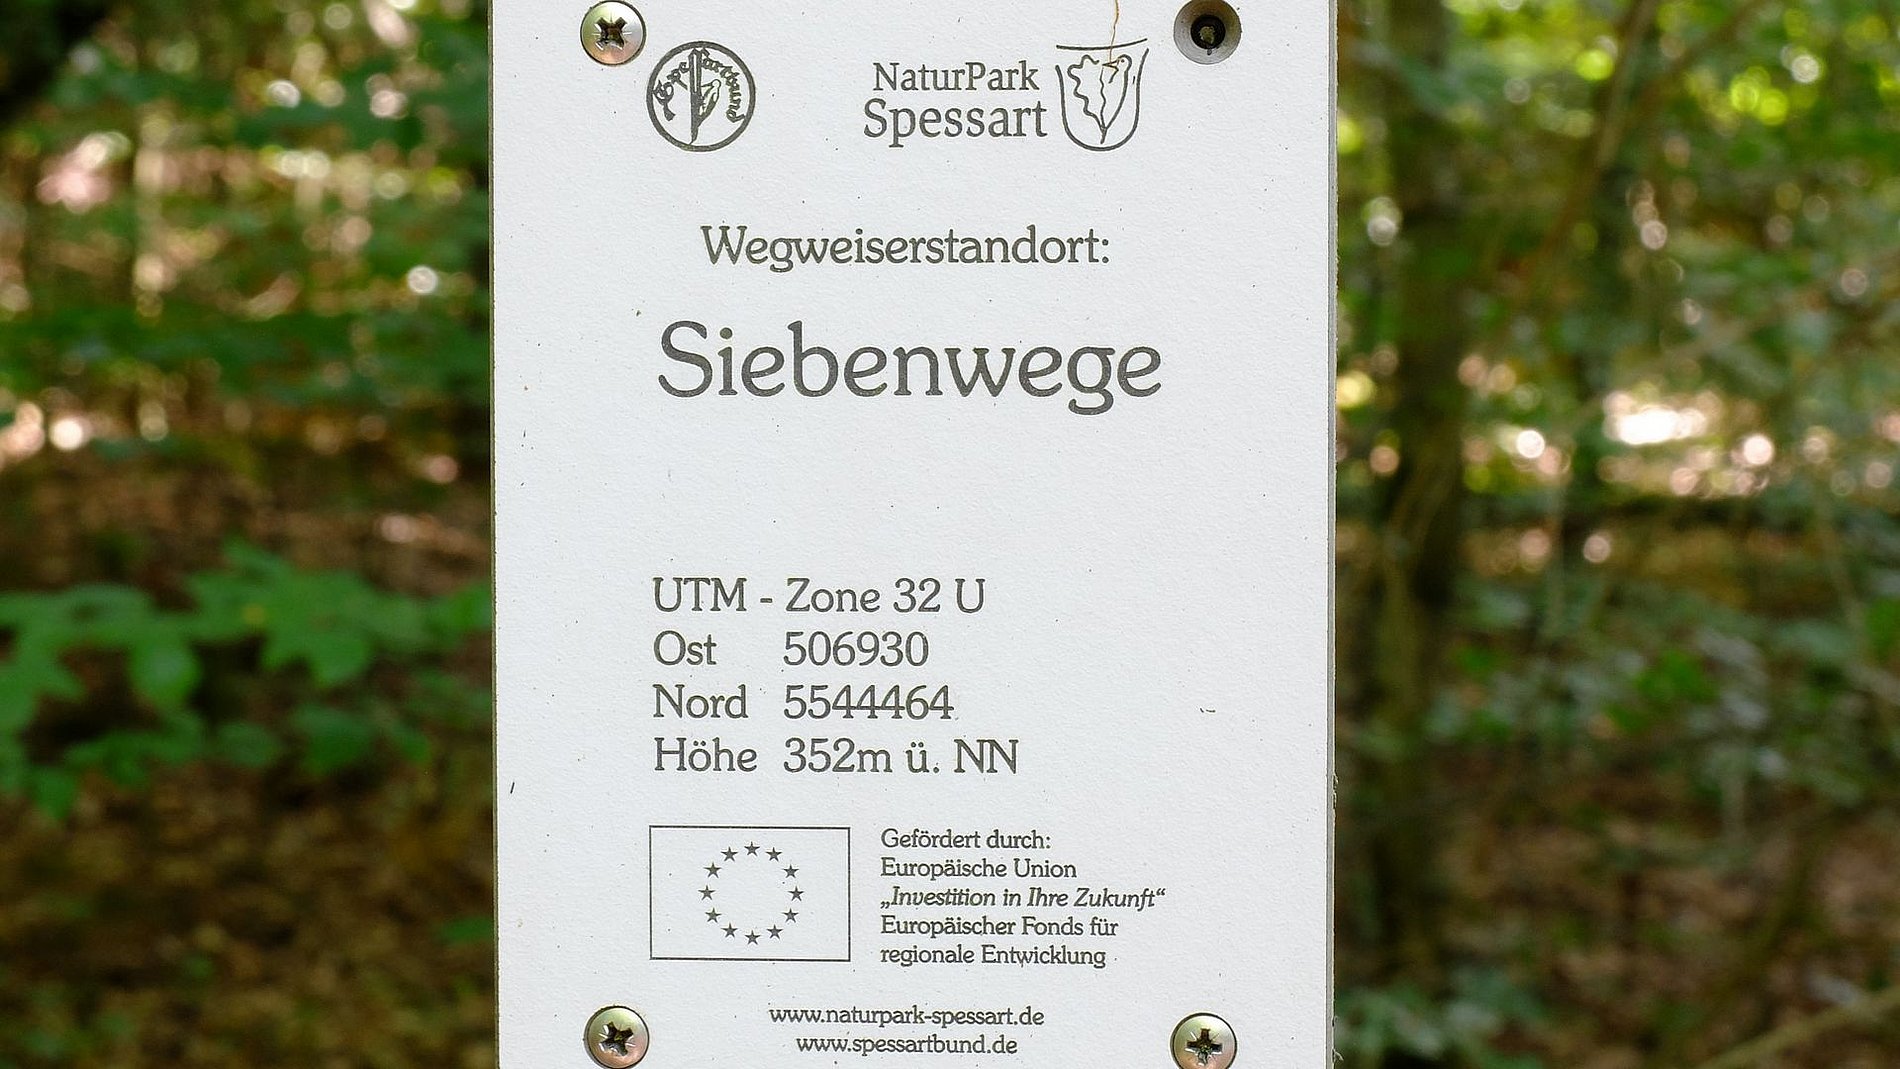 Spessartbund
NaturPark
Spessart
Wegweiserstandort:
Siebenwege
UTM - Zone 32 U
Ost 506930
Nord 5544464
Höhe 352m ü. NN
Gefördert durch:
Europäische Union
„Investition in Ihre Zukunft“
Europäischer Fonds für
regionale Entwicklung
www.naturpark-spessart.de
www.spessartbund.de